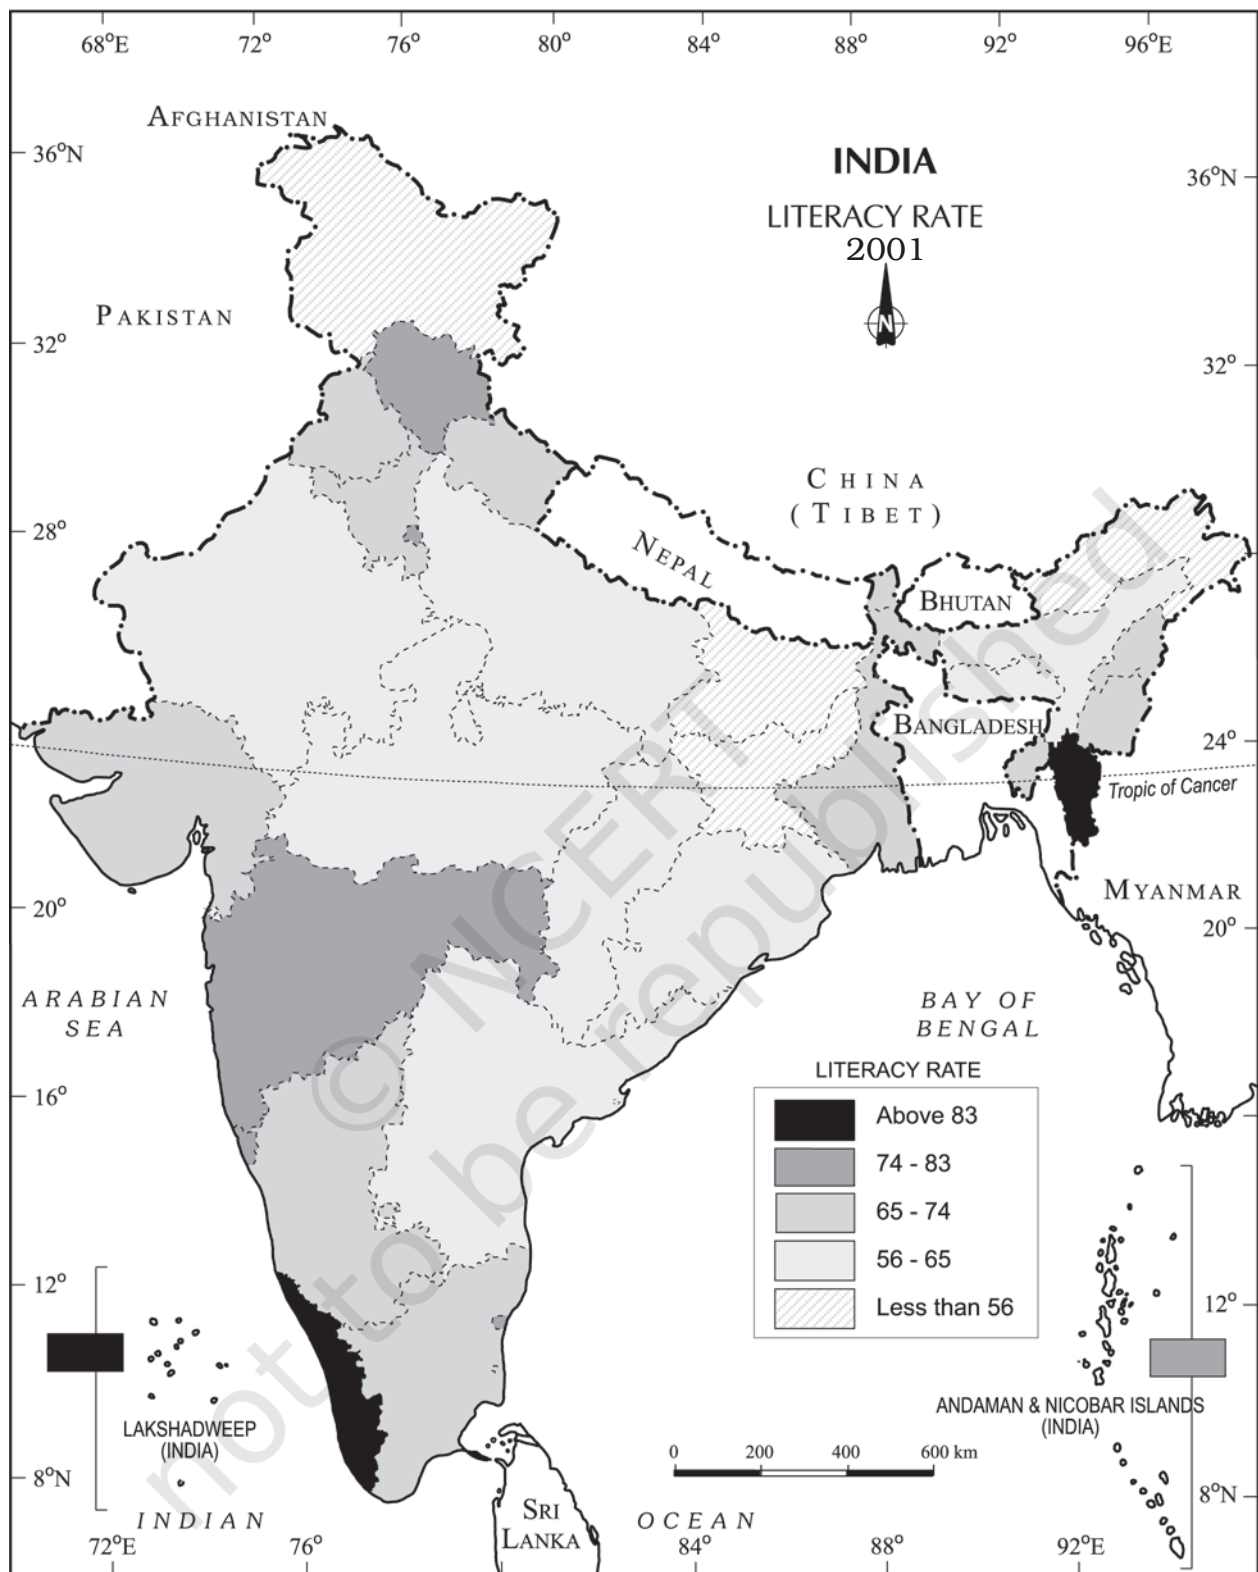 68°E 72° 76° 80° 84° 88° 92° 96°E
AFGHANISTAN
36°N
INDIA
36°N
LITERACY RATE
2001
N
PAKISTAN
32°
32°
CHINA
(TIBET)
28°
NEPAL
BHUTAN
BANGLADESH
24°
Tropic of Cancer
MYANMAR
20°
20°
ARABIAN
SEA
BAY OF
BENGAL
© NCERT
not to be republished
LITERACY RATE
16°
Above 83
74 - 83
65 - 74
56 - 65
Less than 56
12°
12°
LAKSHADWEEP
(INDIA)
ANDAMAN & NICOBAR ISLANDS
(INDIA)
0 200 400 600 km
8°N
8°N
SRI
LANKA
INDIAN OCEAN
72°E 76° 84° 88° 92°E